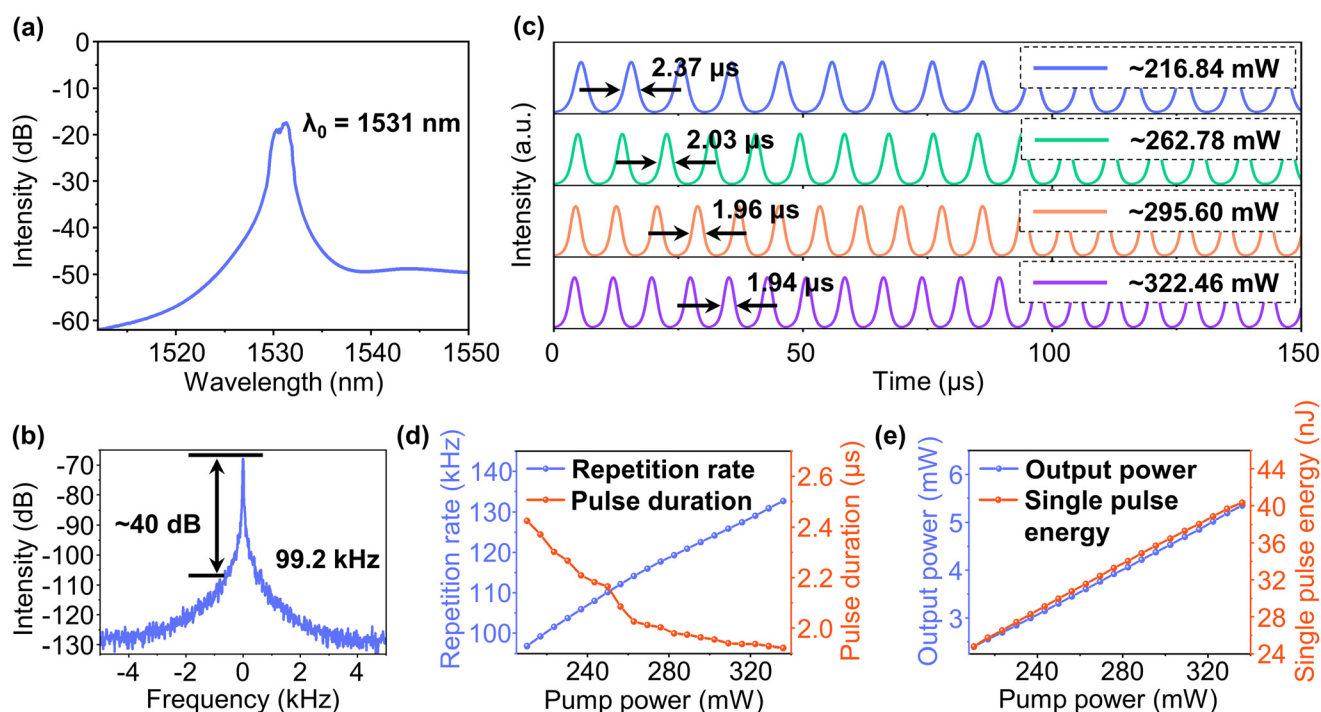 (a)
0
-10
-20
-30
-40
-50
-60
Intensity (dB)
λ₀ = 1531 nm
1520
1530
1540
1550
Wavelength (nm)
(c)
Intensity (a.u.)
2.37 µs
~216.84 mW
2.03 µs
~262.78 mW
1.96 µs
~295.60 mW
1.94 µs
~322.46 mW
0
50
100
150
Time (µs)
(b)
-70
-80
-90
-100
-110
-120
-130
Intensity (dB)
~40 dB
99.2 kHz
-4
-2
0
2
4
Frequency (kHz)
(d)
Repetition rate (kHz)
140
130
120
110
100
Repetition rate
Pulse duration
2.6
2.4
2.2
2.0
Pulse duration (µs)
240
280
320
Pump power (mW)
(e)
Output power (mW)
6
5
4
3
Output power
Single pulse
energy
44
40
36
32
28
24
Single pulse energy (nJ)
240
280
320
Pump power (mW)